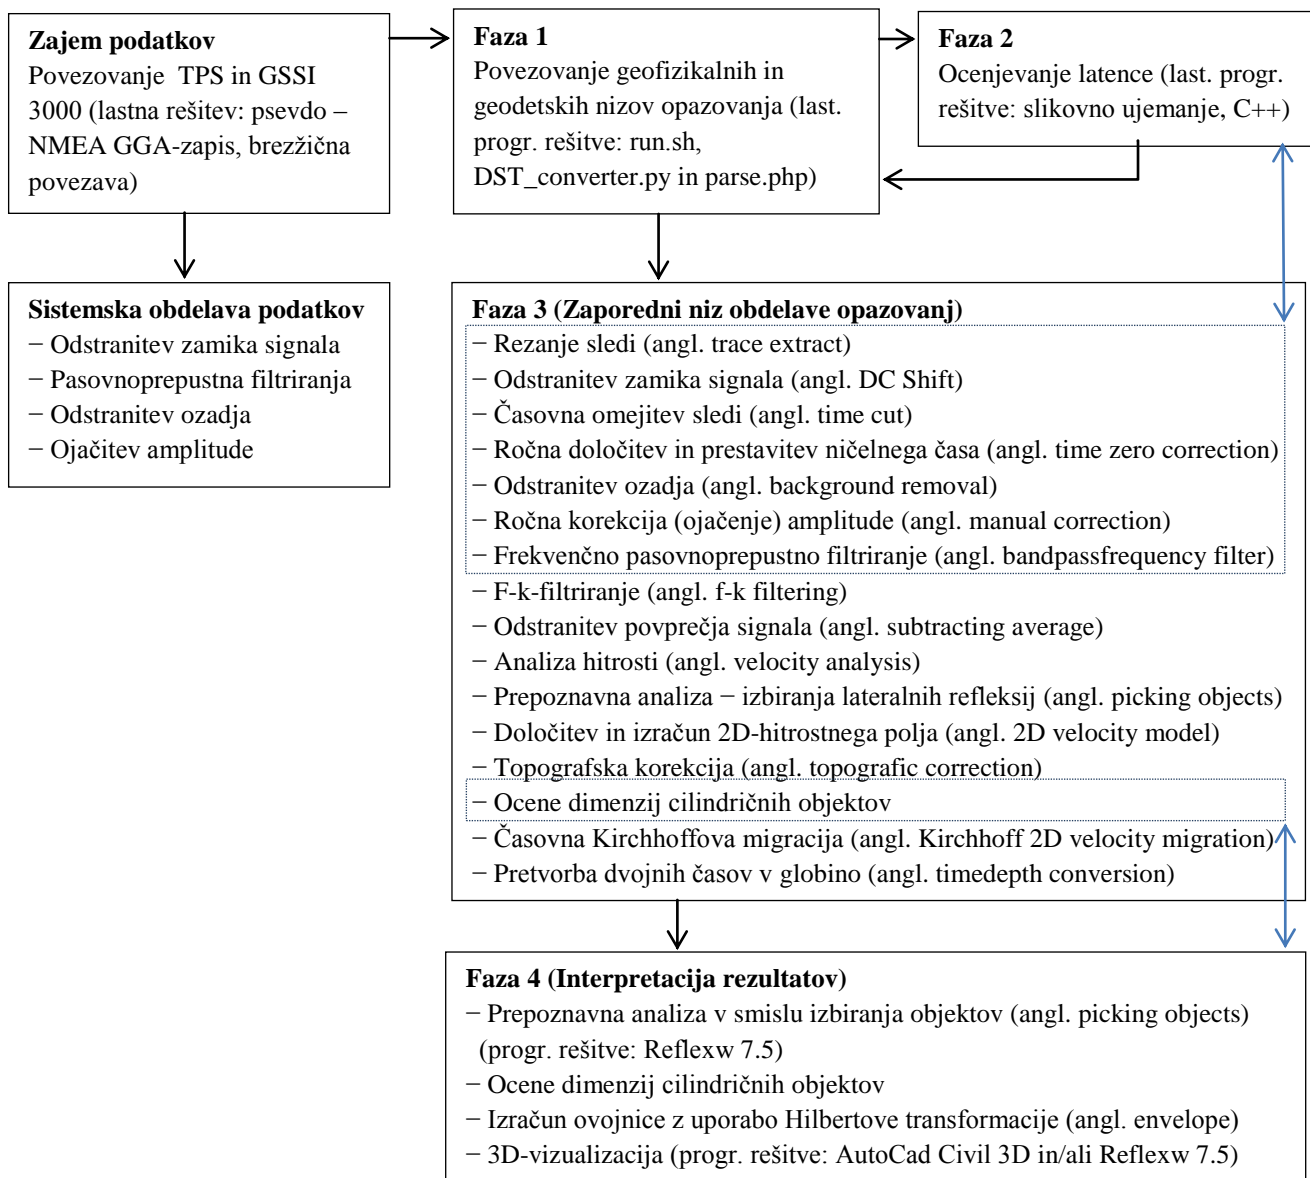 Zajem podatkov
Povezovanje TPS in GSSI
3000 (lastna rešitev: psevdo –
NMEA GGA-zapis, brezžična
povezava)
Faza 1
Povezovanje geofizikalnih in
geodetskih nizov opazovanja (last.
progr. rešitve: run.sh,
DST_converter.py in parse.php)
Faza 2
Ocenjevanje latence (last. progr.
rešitve: slikovno ujemanje, C++)
Sistemska obdelava podatkov
− Odstranitev zamika signala
− Pasovnoprepustna filtriranja
− Odstranitev ozadja
− Ojačitev amplitude
Faza 3 (Zaporedni niz obdelave opazovanj)
− Rezanje sledi (angl. trace extract)
− Odstranitev zamika signala (angl. DC Shift)
− Časovna omejitev sledi (angl. time cut)
− Ročna določitev in prestavitev ničelnega časa (angl. time zero correction)
− Odstranitev ozadja (angl. background removal)
− Ročna korekcija (ojačenje) amplitude (angl. manual correction)
− Frekvenčno pasovnoprepustno filtriranje (angl. bandpassfrequency filter)
− F-k-filtriranje (angl. f-k filtering)
− Odstranitev povprečja signala (angl. subtracting average)
− Analiza hitrosti (angl. velocity analysis)
− Prepoznavna analiza − izbiranja lateralnih refleksij (angl. picking objects)
− Določitev in izračun 2D-hitrostnega polja (angl. 2D velocity model)
− Topografska korekcija (angl. topografic correction)
− Ocene dimenzij cilindričnih objektov
− Časovna Kirchhoffova migracija (angl. Kirchhoff 2D velocity migration)
− Pretvorba dvojnih časov v globino (angl. timedepth conversion)
Faza 4 (Interpretacija rezultatov)
− Prepoznavna analiza v smislu izbiranja objektov (angl. picking objects)
(progr. rešitve: Reflexw 7.5)
− Ocene dimenzij cilindričnih objektov
− Izračun ovojnice z uporabo Hilbertove transformacije (angl. envelope)
− 3D-vizualizacija (progr. rešitve: AutoCad Civil 3D in/ali Reflexw 7.5)